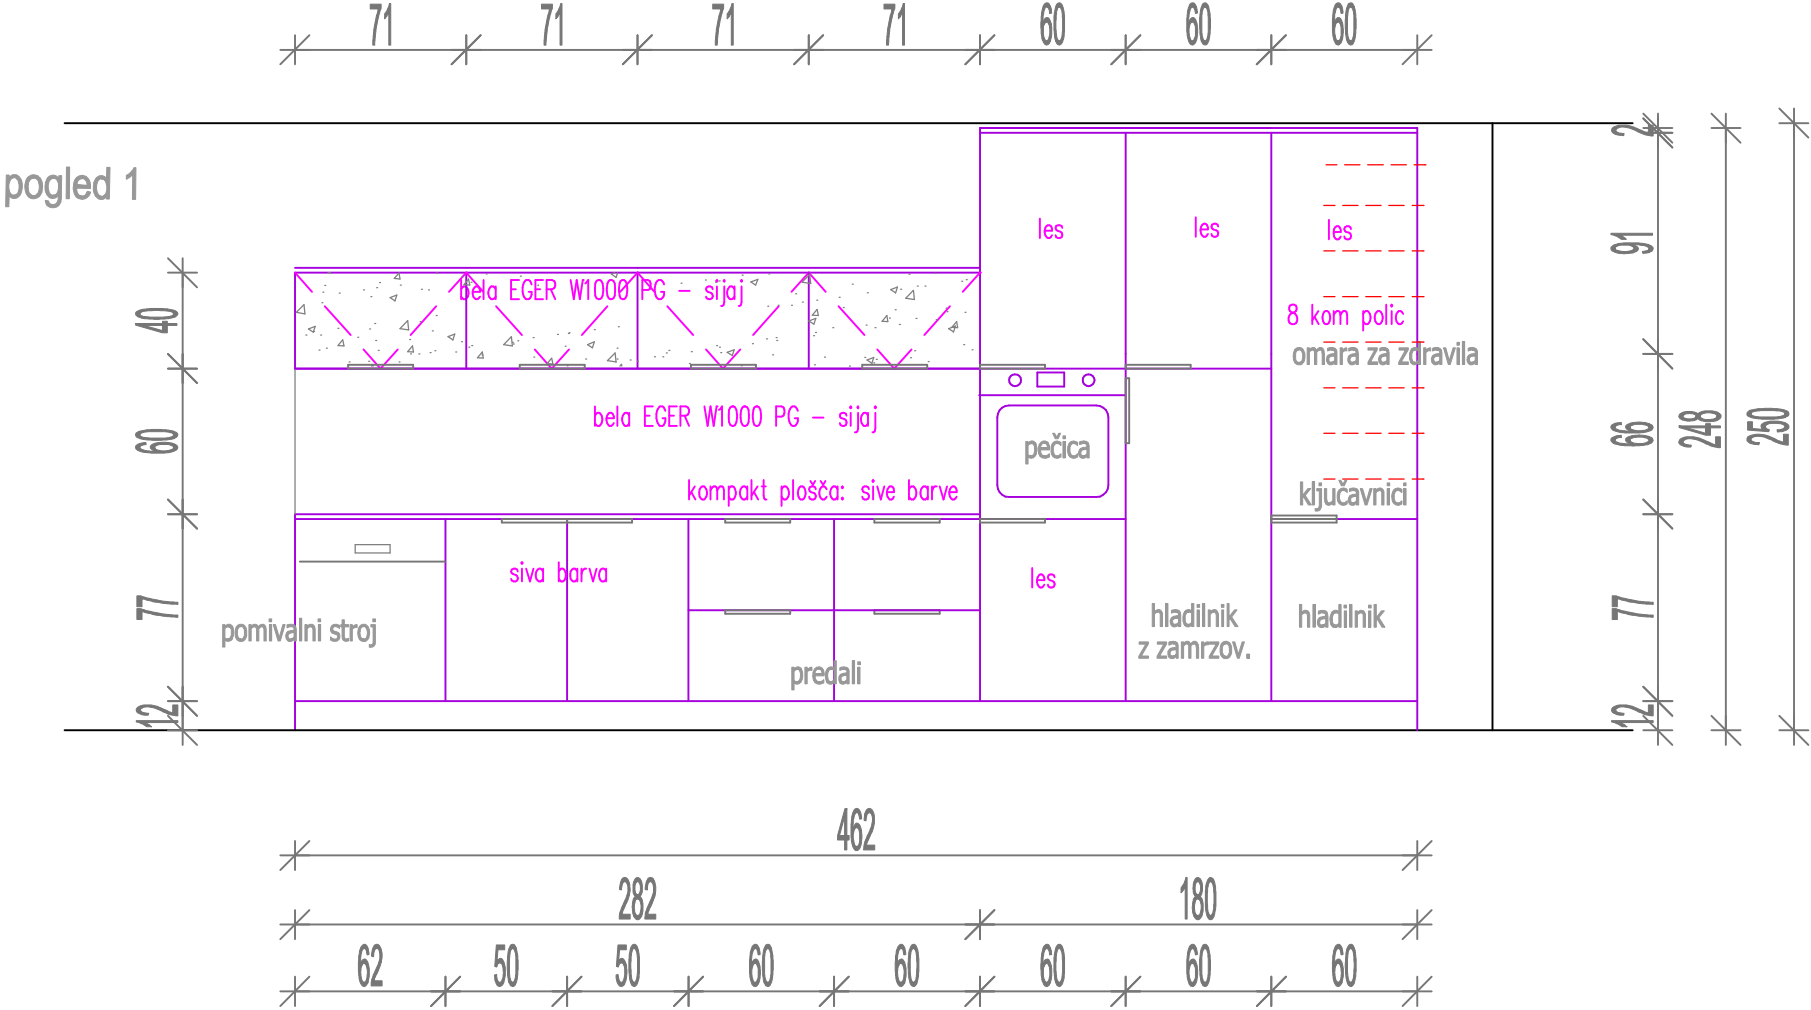 71 71 71 71 60 60 60
pogled 1
2
les les les
91
bela EGER W1000 PG – sijaj
40
8 kom polic
omara za zdravila
bela EGER W1000 PG – sijaj
60
pečica
66
248
250
kompakt plošča: sive barve
ključavnici
siva barva
les
77
pomivalni stroj
hladilnik
z zamrzov.
hladilnik
77
predali
12
12
462
282 180
62 50 50 60 60 60 60 60